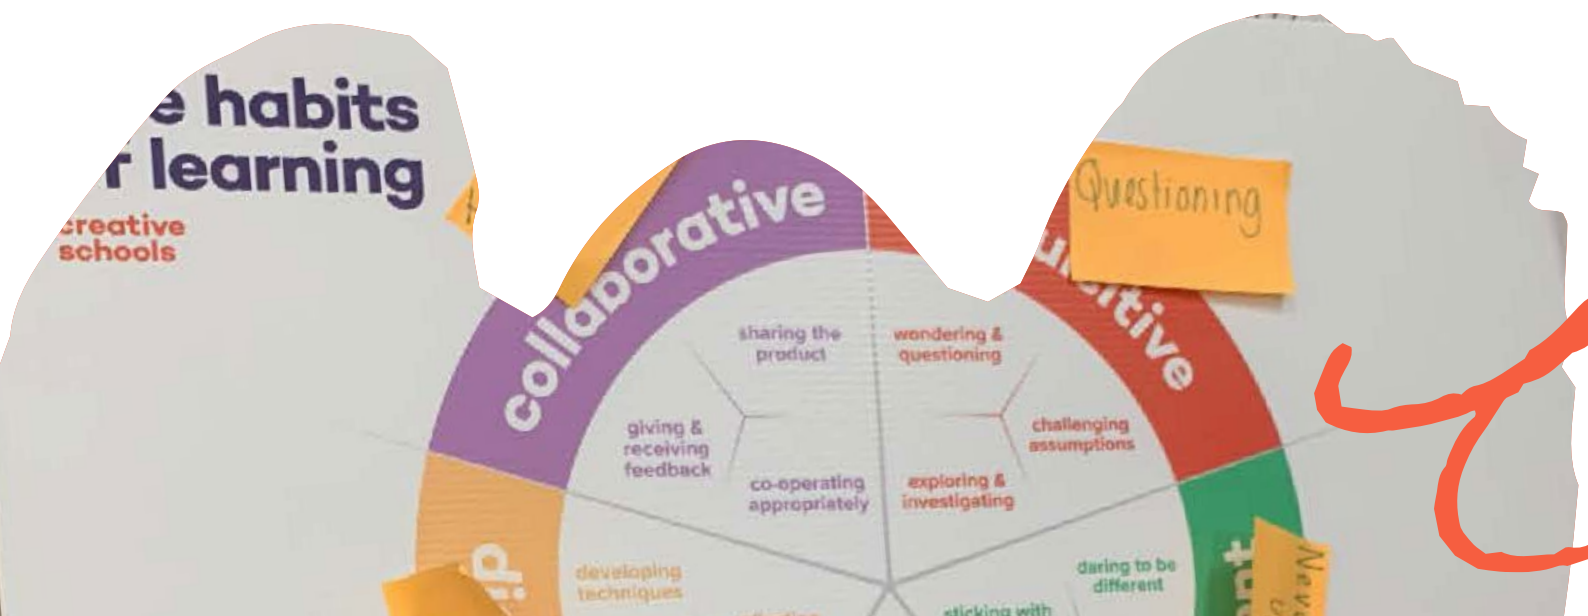 e habits
f learning
creative
schools
collaborative
Questioning
sharing the
product
wondering &
questioning
giving &
receiving
feedback
challenging
assumptions
co-operating
appropriately
exploring &
investigating
developing
techniques
daring to be
different
sticking with